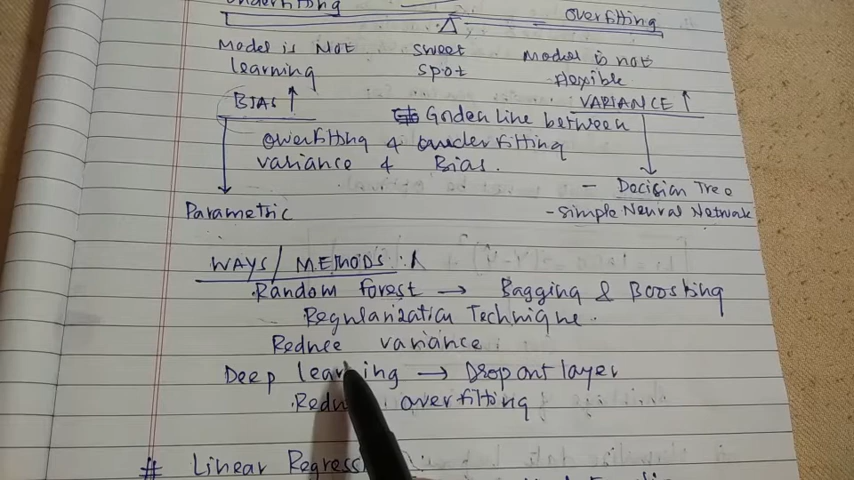 Underfitting overfitting
Model is Not sweet Model is not
learning spot flexible
BIAS ↑ VARIANCE ↑
Golden Line between
overfitting & underfitting
variance & Bias.
- Decision Tree
Parametric - Simple Neural Network
WAYS / METHODS :
Random forest → Bagging & Boosting
Regularization Technique.
Reduce variance.
Deep learning → Dropout layer
overfitting
# Linear